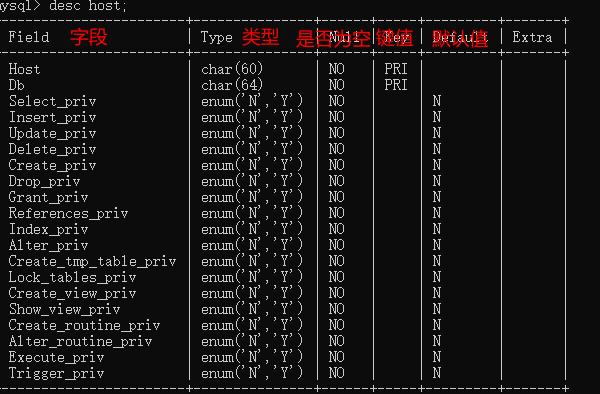 mysql> desc host;
Field 字段 | Type 类型 | 是否为空 Null | 键值 Key | 默认值 Default | Extra |
Host | char(60) | NO | PRI | | |
Db | char(64) | NO | PRI | | |
Select_priv | enum('N','Y') | NO | | N | |
Insert_priv | enum('N','Y') | NO | | N | |
Update_priv | enum('N','Y') | NO | | N | |
Delete_priv | enum('N','Y') | NO | | N | |
Create_priv | enum('N','Y') | NO | | N | |
Drop_priv | enum('N','Y') | NO | | N | |
Grant_priv | enum('N','Y') | NO | | N | |
References_priv | enum('N','Y') | NO | | N | |
Index_priv | enum('N','Y') | NO | | N | |
Alter_priv | enum('N','Y') | NO | | N | |
Create_tmp_table_priv | enum('N','Y') | NO | | N | |
Lock_tables_priv | enum('N','Y') | NO | | N | |
Create_view_priv | enum('N','Y') | NO | | N | |
Show_view_priv | enum('N','Y') | NO | | N | |
Create_routine_priv | enum('N','Y') | NO | | N | |
Alter_routine_priv | enum('N','Y') | NO | | N | |
Execute_priv | enum('N','Y') | NO | | N | |
Trigger_priv | enum('N','Y') | NO | | N | |